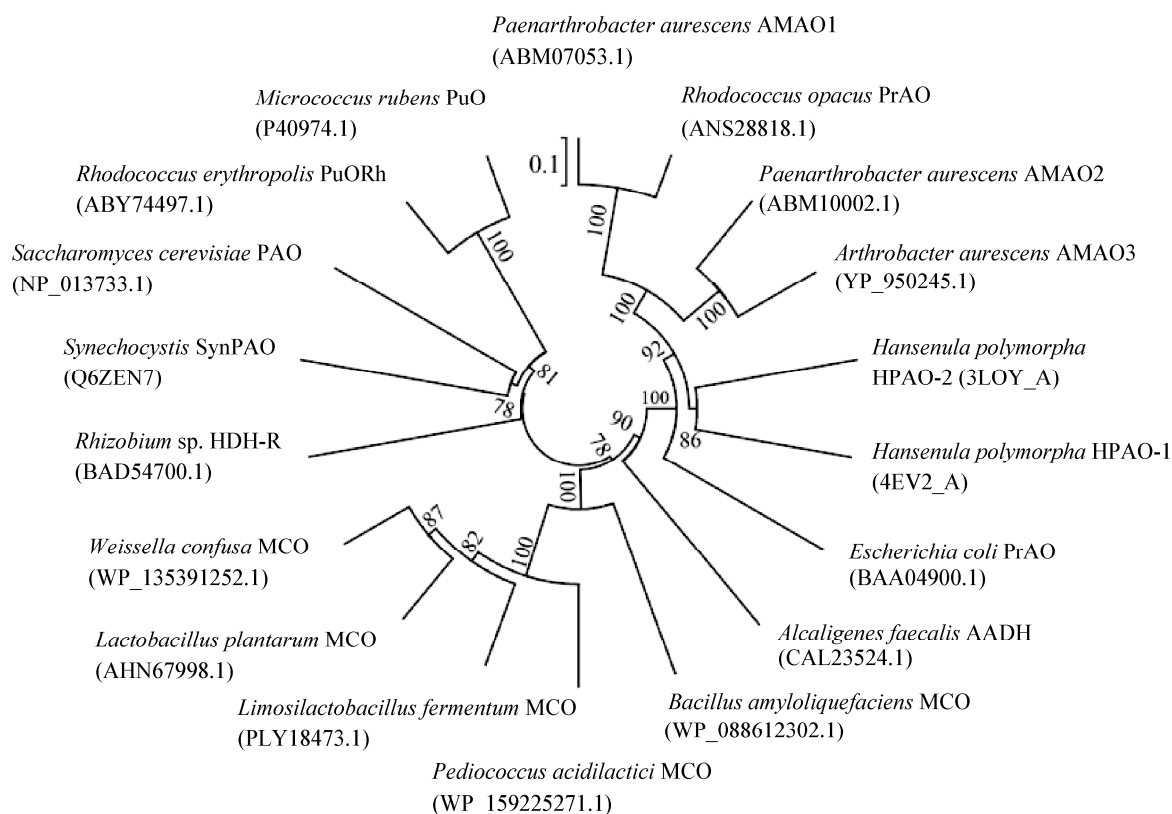 Paenarthrobacter aurescens AMAO1
(ABM07053.1)
Micrococcus rubens PuO
(P40974.1)
Rhodococcus opacus PrAO
(ANS28818.1)
0.1
Rhodococcus erythropolis PuORh
(ABY74497.1)
Paenarthrobacter aurescens AMAO2
(ABM10002.1)
100
100
Saccharomyces cerevisiae PAO
(NP_013733.1)
Arthrobacter aurescens AMAO3
(YP_950245.1)
100
100
Synechocystis SynPAO
(Q6ZEN7)
92
Hansenula polymorpha
HPAO-2 (3LOY_A)
81
78
100
90
86
Rhizobium sp. HDH-R
(BAD54700.1)
Hansenula polymorpha HPAO-1
(4EV2_A)
78
100
87
82
100
Weissella confusa MCO
(WP_135391252.1)
Escherichia coli PrAO
(BAA04900.1)
Lactobacillus plantarum MCO
(AHN67998.1)
Alcaligenes faecalis AADH
(CAL23524.1)
Limosilactobacillus fermentum MCO
(PLY18473.1)
Bacillus amyloliquefaciens MCO
(WP_088612302.1)
Pediococcus acidilactici MCO
(WP_159225271.1)